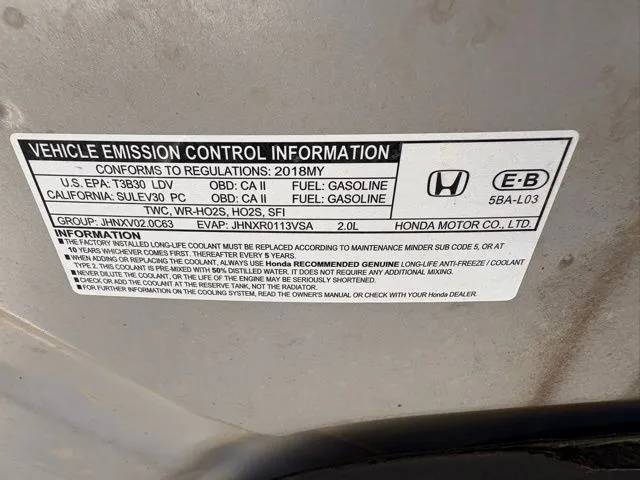 VEHICLE EMISSION CONTROL INFORMATION
CONFORMS TO REGULATIONS: 2018MY
U.S. EPA: T3B30 LDV OBD: CA II FUEL: GASOLINE
CALIFORNIA: SULEV30 PC OBD: CA II FUEL: GASOLINE
TWC, WR-HO2S, HO2S, SFI
GROUP: JHNXV02.0C63 EVAP: JHNXR0113VSA 2.0L
E-B
5BA-L03
HONDA MOTOR CO., LTD.
INFORMATION
■ THE FACTORY INSTALLED LONG-LIFE COOLANT MUST BE REPLACED ACCORDING TO MAINTENANCE MINDER SUB CODE 5, OR AT
10 YEARS WHICHEVER COMES FIRST. THEREAFTER EVERY 5 YEARS.
■ WHEN ADDING OR REPLACING THE COOLANT, ALWAYS USE Honda RECOMMENDED GENUINE LONG-LIFE ANTI-FREEZE / COOLANT
TYPE 2. THIS COOLANT IS PRE-MIXED WITH 50% DISTILLED WATER. IT DOES NOT REQUIRE ANY ADDITIONAL MIXING.
■ NEVER DILUTE THE COOLANT, OR THE LIFE OF THE ENGINE MAY BE SERIOUSLY SHORTENED.
■ CHECK OR ADD THE COOLANT AT THE RESERVE TANK, NOT THE RADIATOR.
■ FOR FURTHER INFORMATION ON THE COOLING SYSTEM, READ THE OWNER'S MANUAL OR CHECK WITH YOUR Honda DEALER.